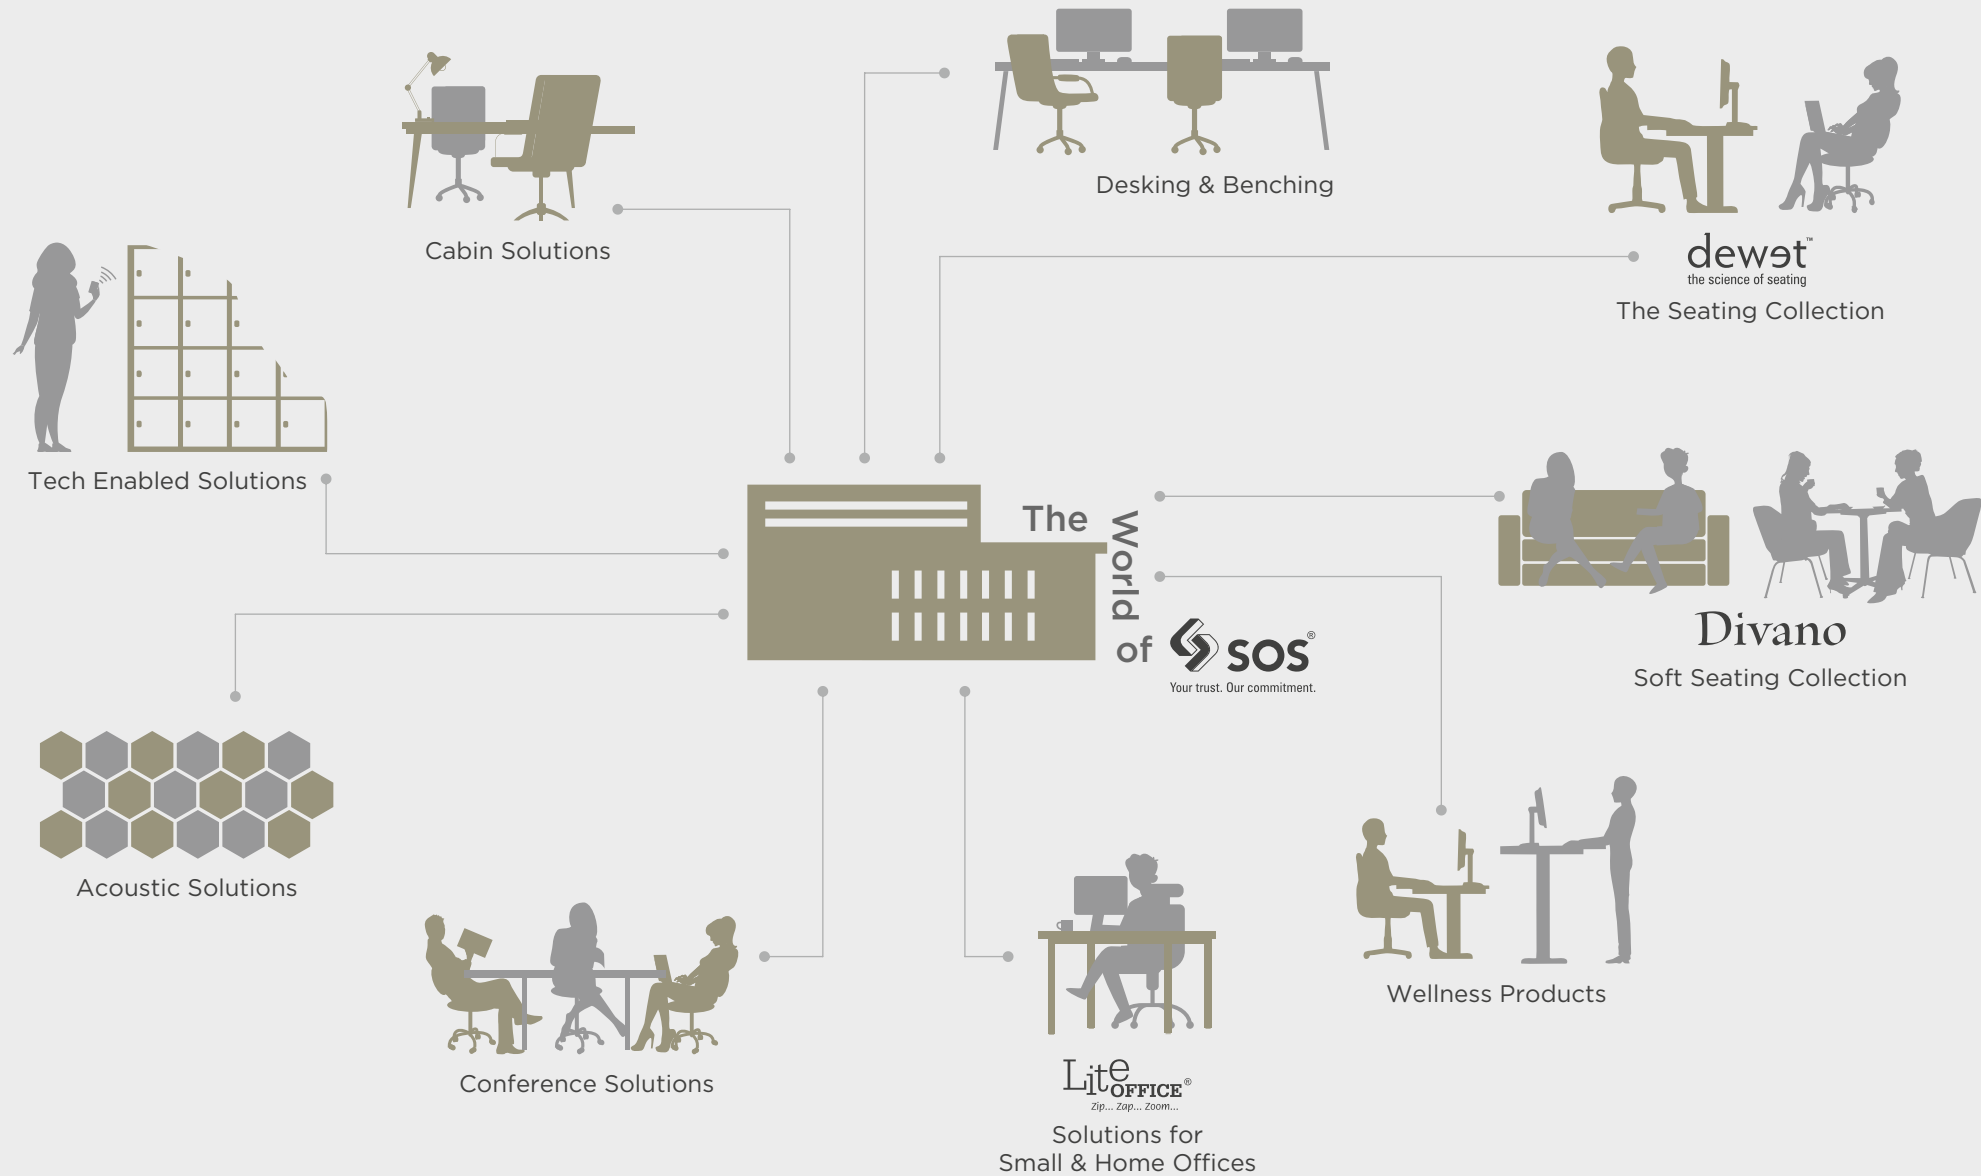 Desking & Benching
Cabin Solutions
dewet™
the science of seating
The Seating Collection
Tech Enabled Solutions
The
World
of
SOS®
Your trust. Our commitment.
Divano
Soft Seating Collection
Acoustic Solutions
Wellness Products
Conference Solutions
Lite
OFFICE®
Zip... Zap... Zoom...
Solutions for
Small & Home Offices